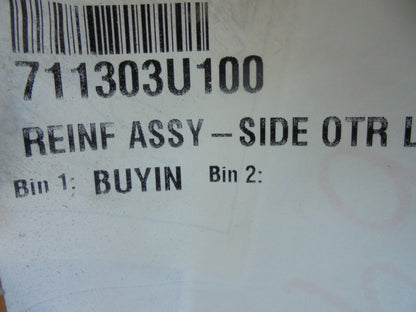 711303U100
REINF ASSY-SIDE OTR L
Bin 1: BUYIN Bin 2: